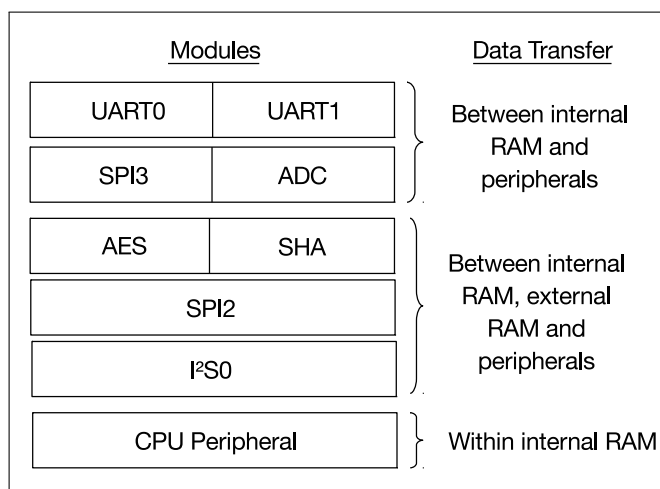 Modules
Data Transfer
UART0 UART1
SPI3 ADC
Between internal
RAM and
peripherals
AES SHA
SPI2
I²S0
Between internal
RAM, external
RAM and
peripherals
CPU Peripheral
Within internal RAM